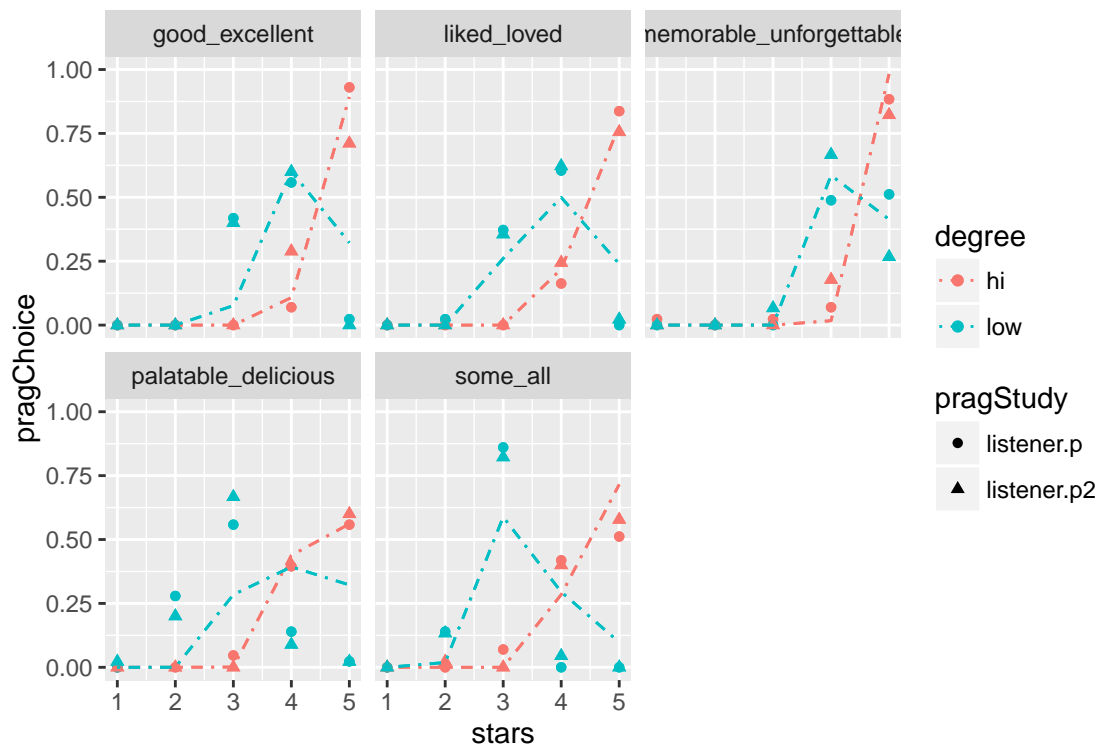 good_excellent
liked_loved
memorable_unforgettable
1.00
0.75
0.50
0.25
0.00
palatable_delicious
some_all
1.00
0.75
0.50
0.25
0.00
1 2 3 4 5
1 2 3 4 5
stars
pragChoice
degree
hi
low
pragStudy
listener.p
listener.p2